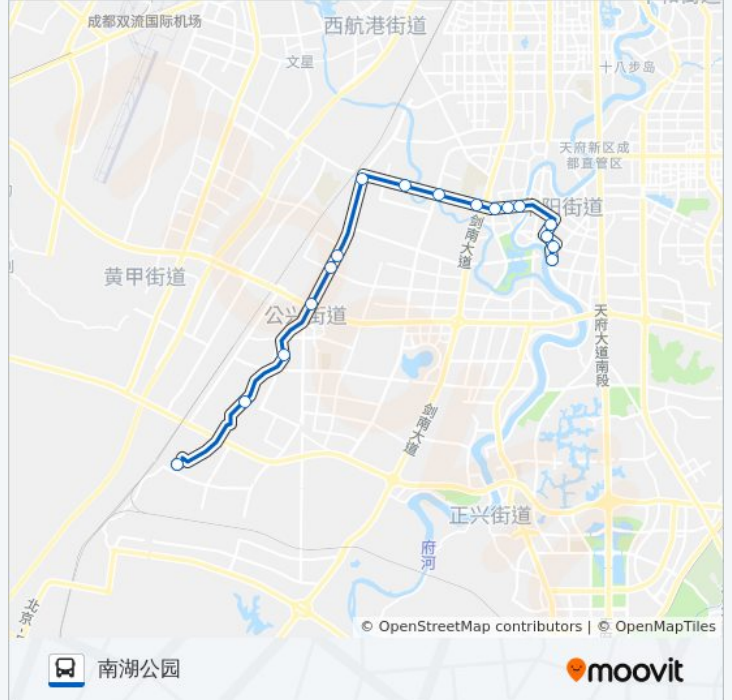 成都双流国际机场
西航港街道
文星
十八步岛
天府新区成
都直管区
阳街道
剑南大道
黄甲街道
公兴街道
天府大道南段
剑南大道
正兴街道
府河
北京
© OpenStreetMap contributors | © OpenMapTiles
南湖公园
moovit